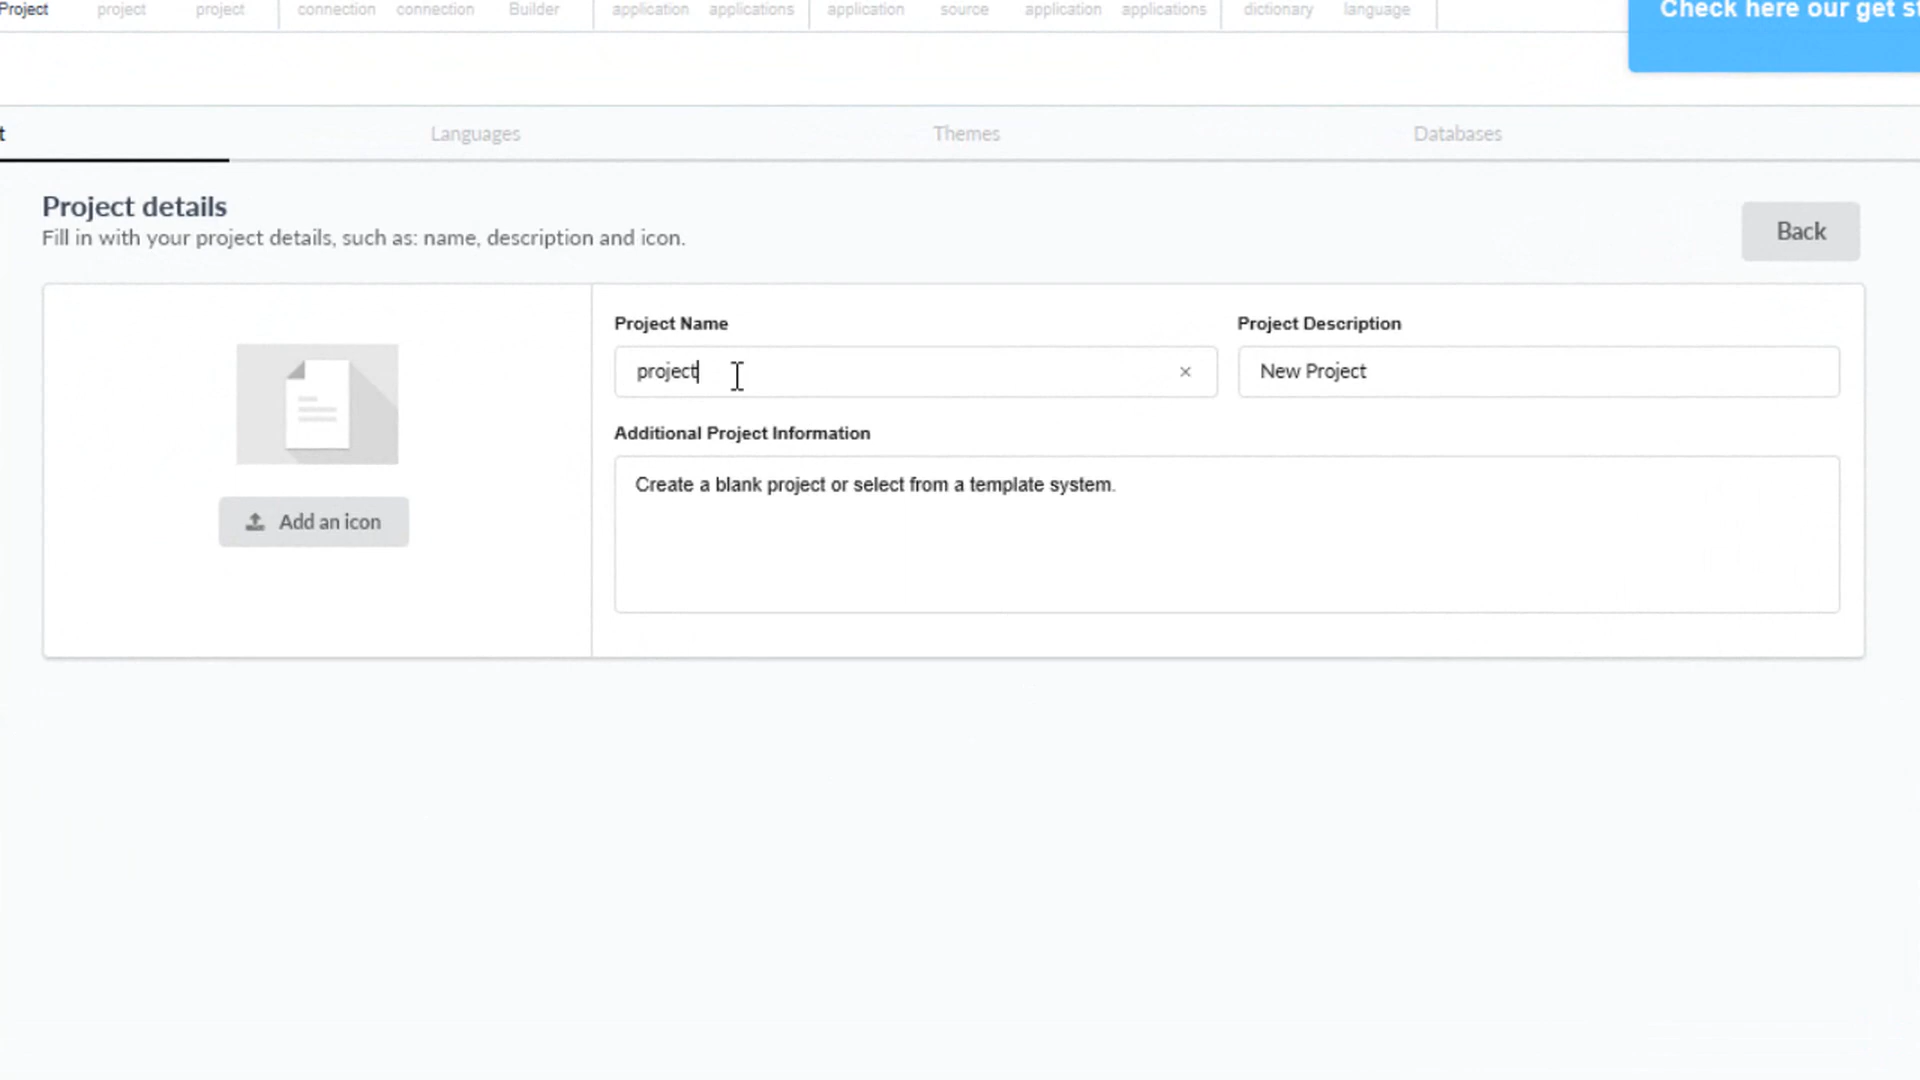 Project project project connection connection Builder application applications application source application applications dictionary language
Check here our get st
t Languages Themes Databases
Project details
Fill in with your project details, such as: name, description and icon.
Back
Project Name Project Description
project × New Project
Additional Project Information
Create a blank project or select from a template system.
Add an icon